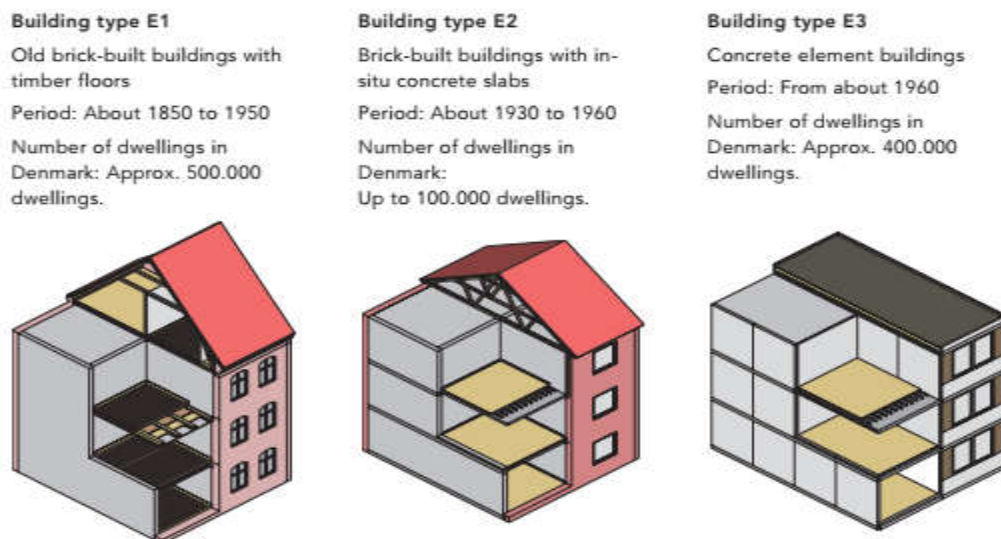 Building type E1
Old brick-built buildings with
timber floors
Period: About 1850 to 1950
Number of dwellings in
Denmark: Approx. 500.000
dwellings.
Building type E2
Brick-built buildings with in-
situ concrete slabs
Period: About 1930 to 1960
Number of dwellings in
Denmark:
Up to 100.000 dwellings.
Building type E3
Concrete element buildings
Period: From about 1960
Number of dwellings in
Denmark: Approx. 400.000
dwellings.